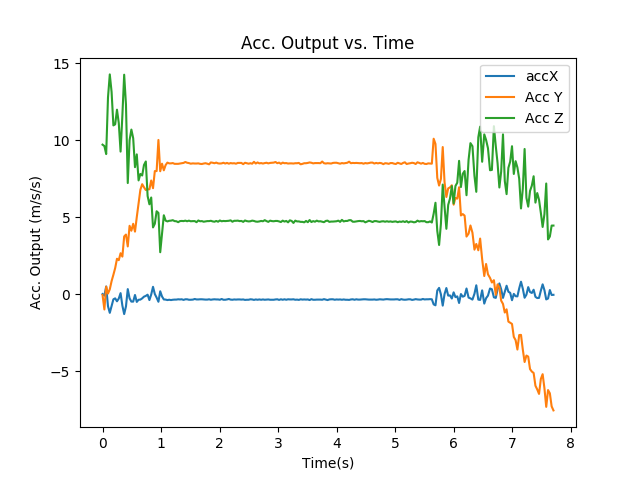 Acc. Output vs. Time
accX
Acc Y
Acc Z
15
10
5
0
−5
Acc. Output (m/s/s)
0 1 2 3 4 5 6 7 8
Time(s)